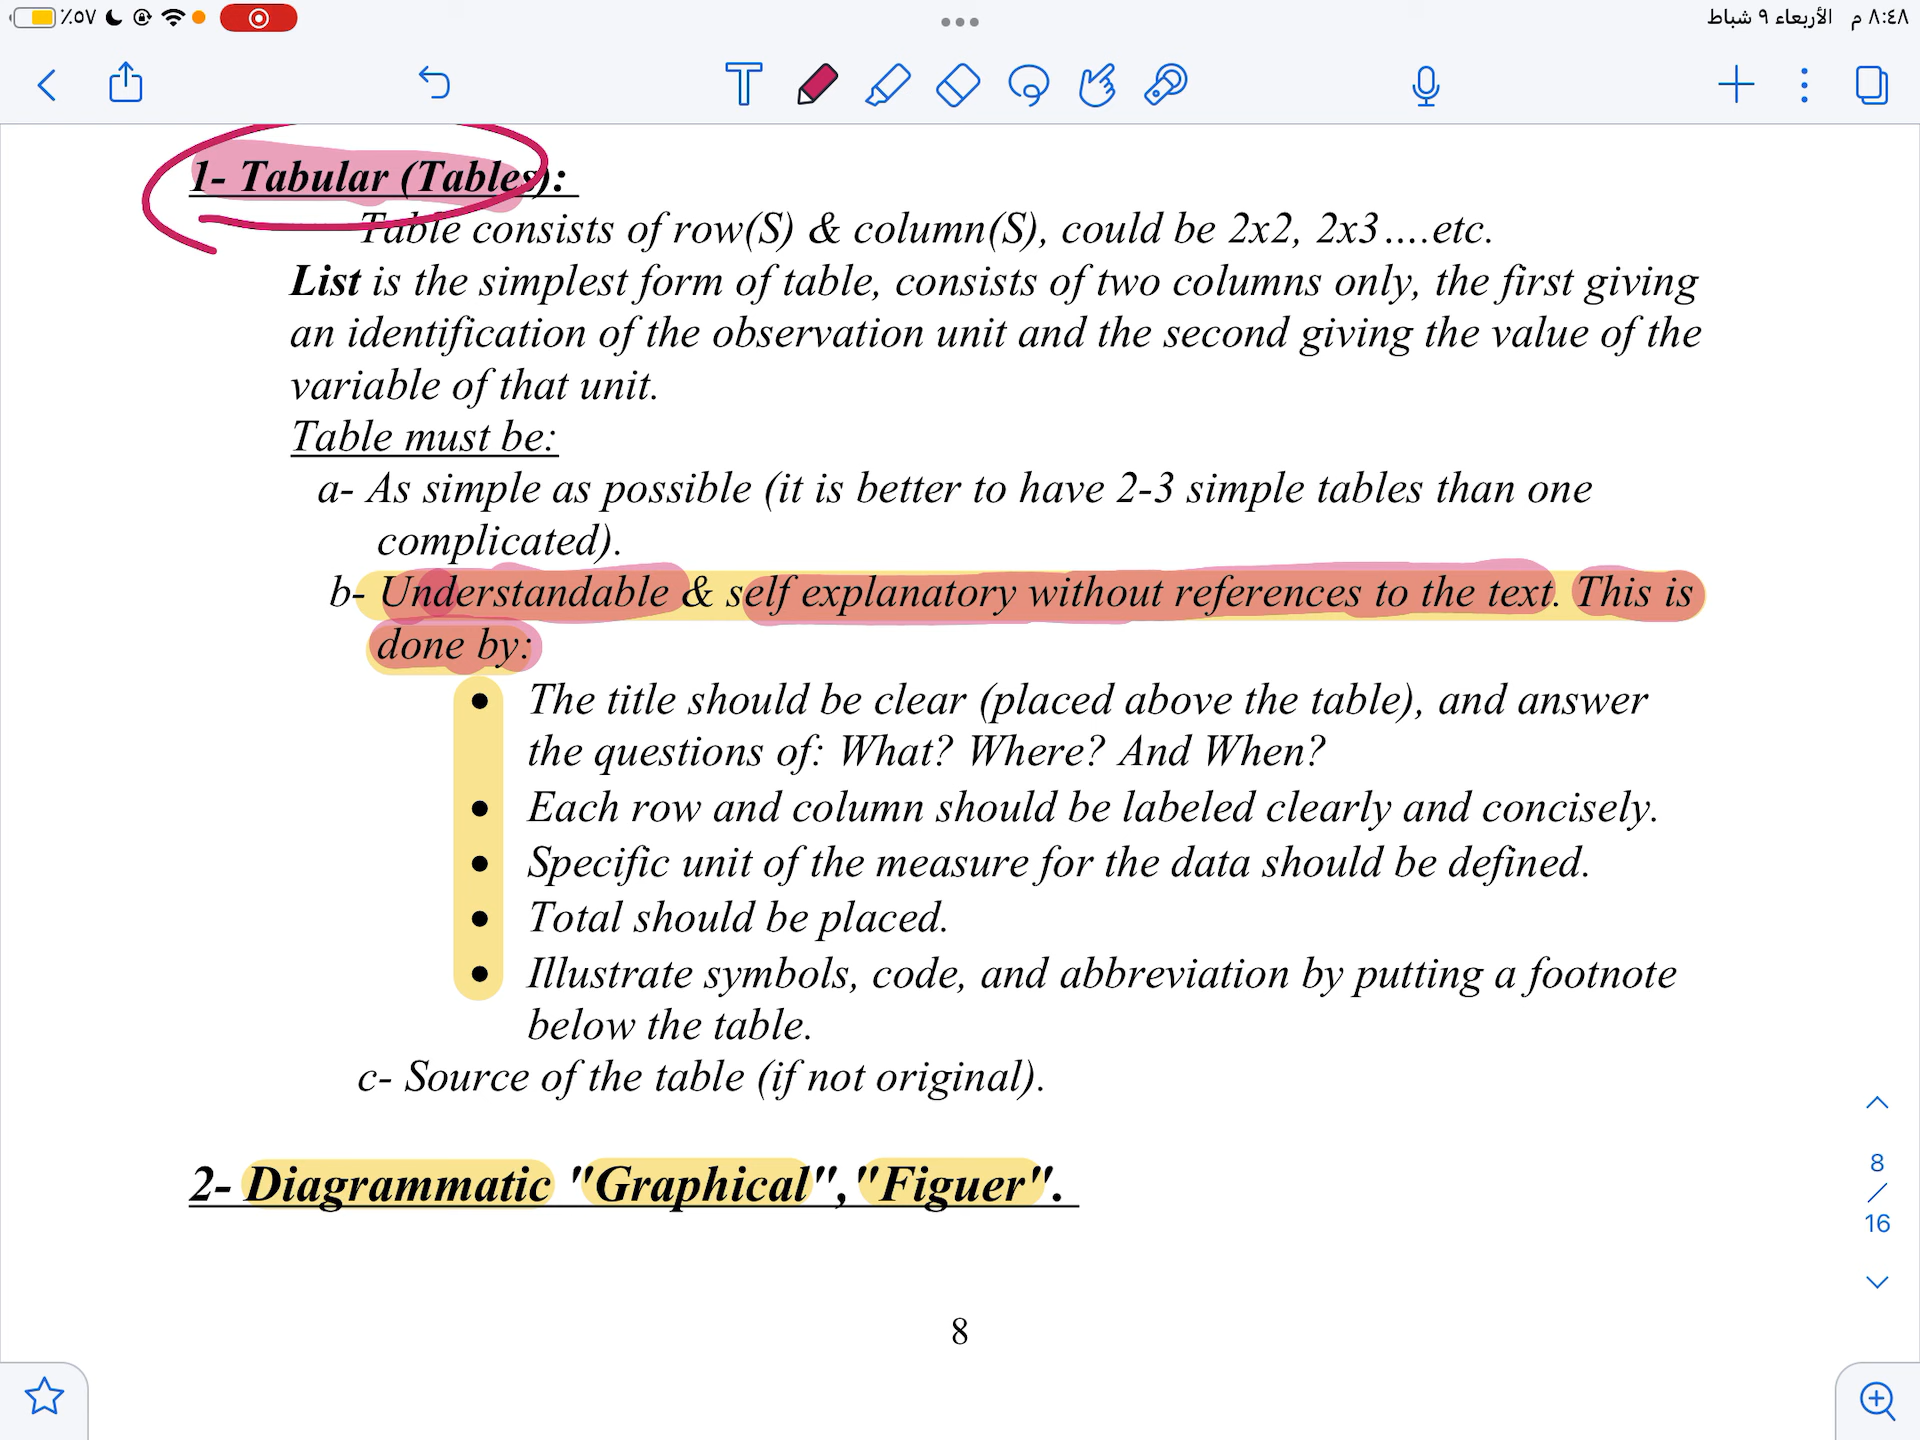 ٪٥٧
٨:٤٨ م الأربعاء ٩ شباط
1- Tabular (Tables):
Table consists of row(S) & column(S), could be 2x2, 2x3....etc.
List is the simplest form of table, consists of two columns only, the first giving
an identification of the observation unit and the second giving the value of the
variable of that unit.
Table must be:
a- As simple as possible (it is better to have 2-3 simple tables than one
complicated).
b- Understandable & self explanatory without references to the text. This is
done by:
• The title should be clear (placed above the table), and answer
the questions of: What? Where? And When?
• Each row and column should be labeled clearly and concisely.
• Specific unit of the measure for the data should be defined.
• Total should be placed.
• Illustrate symbols, code, and abbreviation by putting a footnote
below the table.
c- Source of the table (if not original).
2- Diagrammatic "Graphical","Figuer".
8
/
16
8